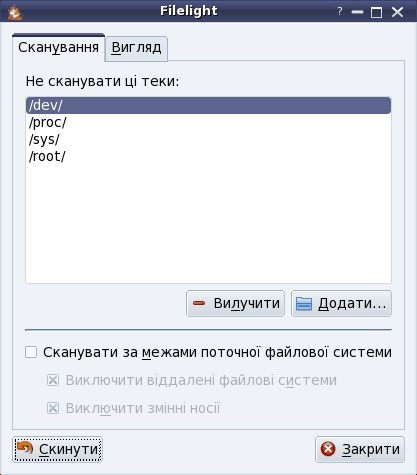 Filelight
?
Сканування
Вигляд
Не сканувати ці теки:
/dev/
/proc/
/sys/
/root/
Вилучити
Додати...
Сканувати за межами поточної файлової системи
Виключити віддалені файлові системи
Виключити змінні носії
Скинути
Закрити